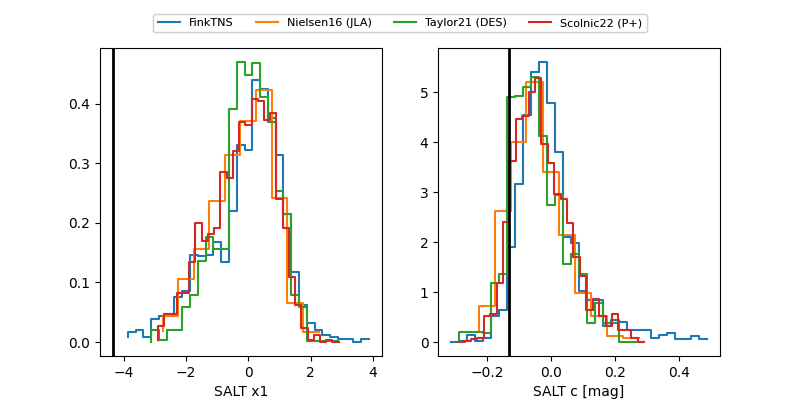 FinkTNS Nielsen16 (JLA) Taylor21 (DES) Scolnic22 (P+)
0.4
0.3
0.2
0.1
0.0
−4 −2 0 2 4
SALT x1
5
4
3
2
1
0
−0.2 0.0 0.2 0.4
SALT c [mag]